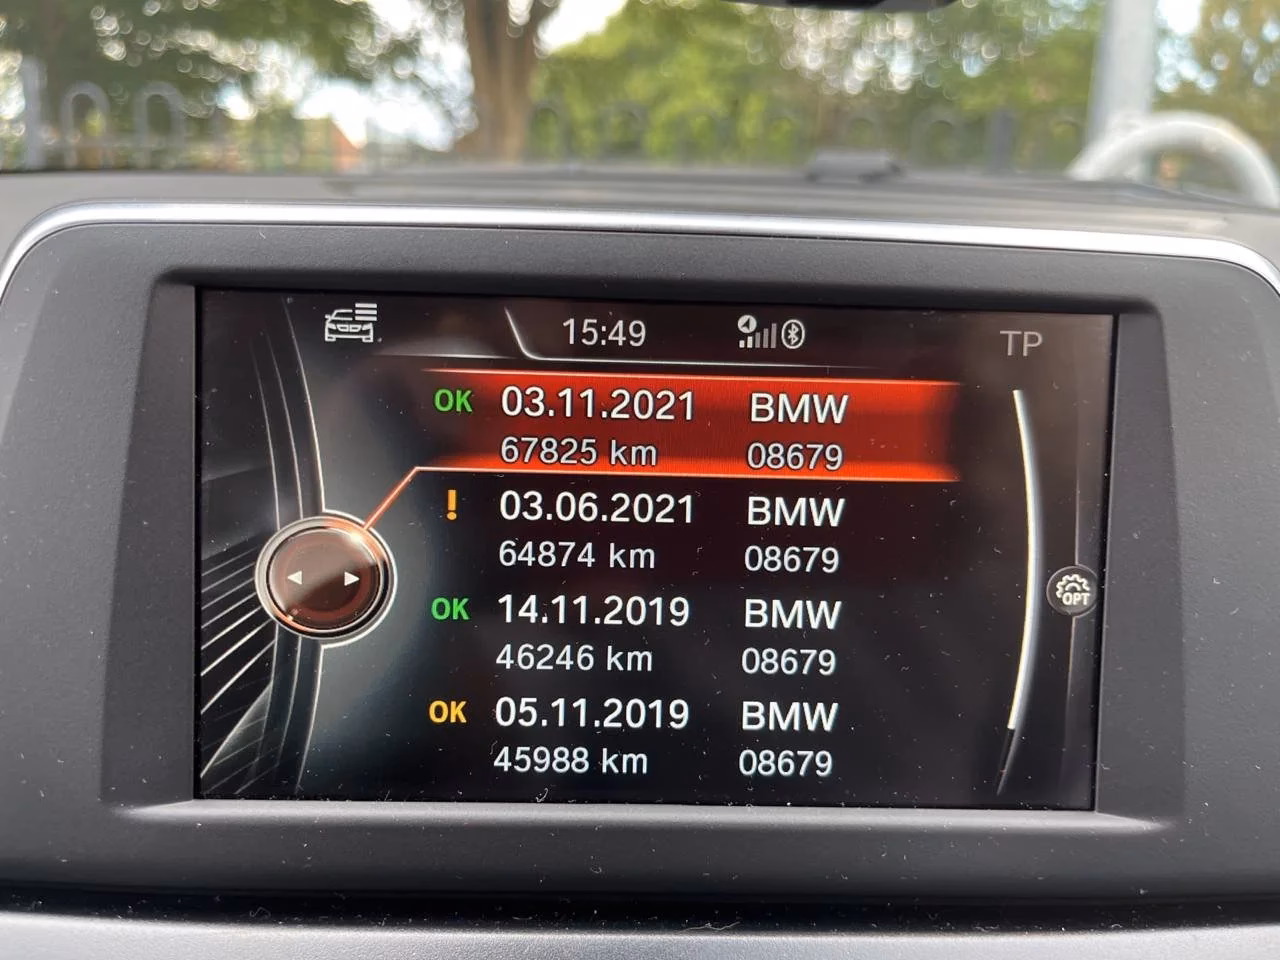 15:49
TP
OK 03.11.2021 BMW
67825 km 08679
! 03.06.2021 BMW
64874 km 08679
OK 14.11.2019 BMW
46246 km 08679
OK 05.11.2019 BMW
45988 km 08679
OPT